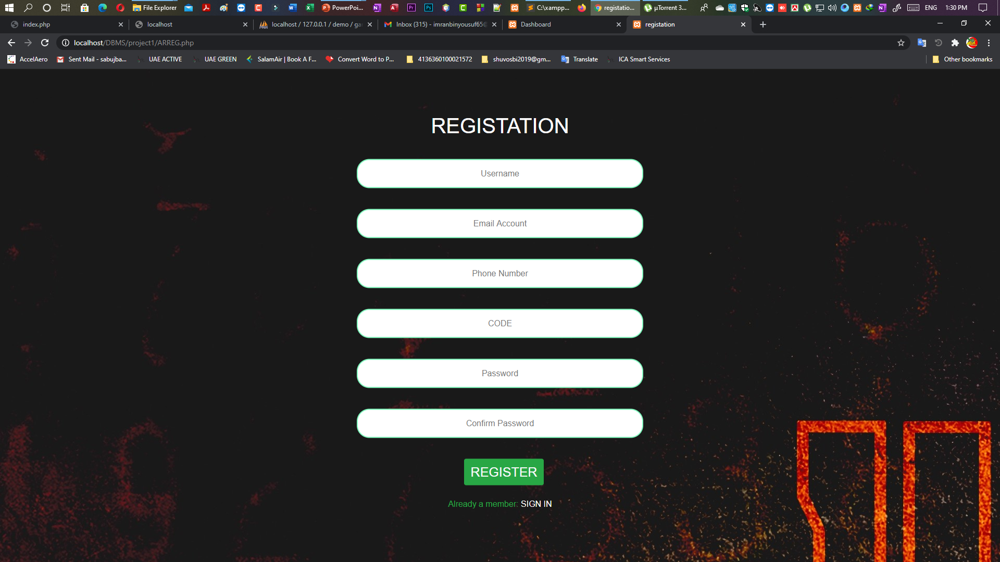 File Explorer
PowerPoi...
C:\xampp...
registatio...
µTorrent 3...
ENG
1:30 PM
index.php
localhost
localhost / 127.0.0.1 / demo / ga
Inbox (315) - imranbinyousuf65@
Dashboard
registation
localhost/DBMS/project1/ARREG.php
AccelAero
Sent Mail - sabujba...
UAE ACTIVE
UAE GREEN
SalamAir | Book A F...
Convert Word to P...
4136360100021572
shuvosbi2019@gm...
Translate
ICA Smart Services
Other bookmarks
REGISTATION
Username
Email Account
Phone Number
CODE
Password
Confirm Password
REGISTER
Already a member: SIGN IN